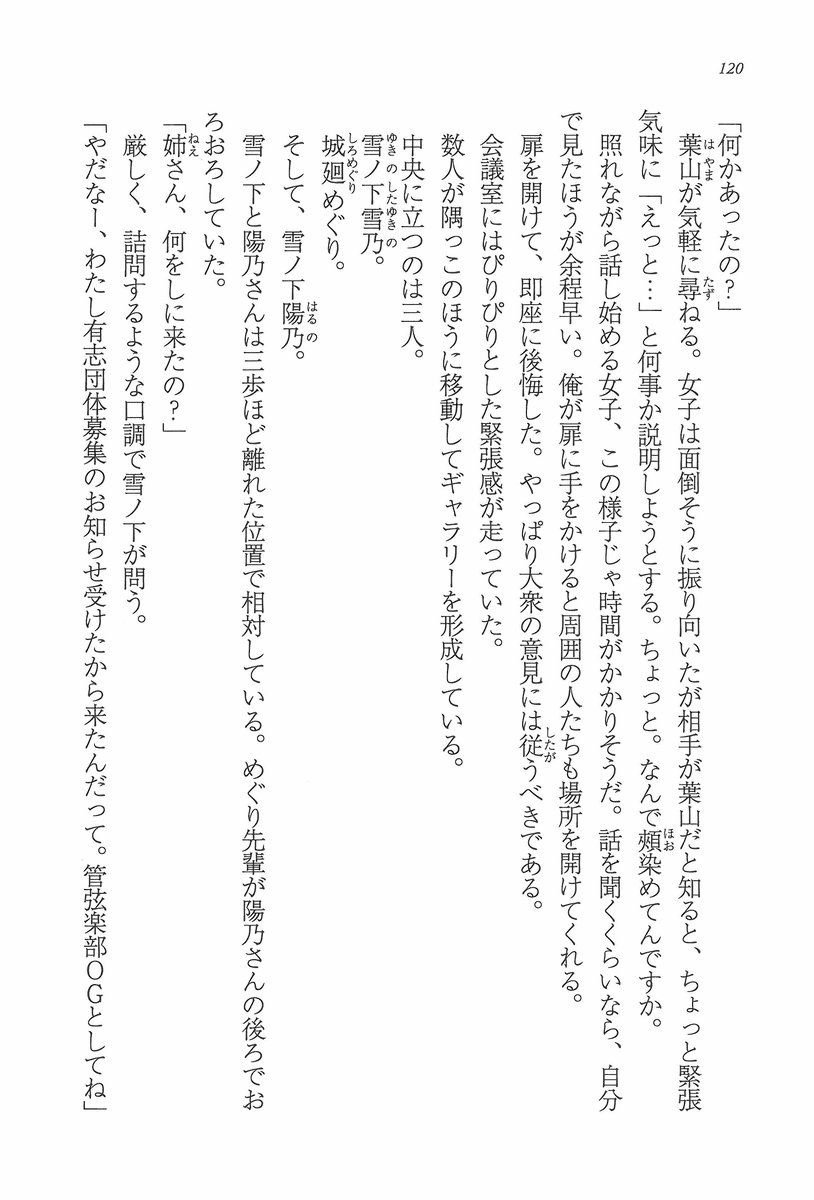 120
「何かあったの？」
葉山が気軽に尋ねる。女子は面倒そうに振り向いたが相手が葉山だと知ると、ちょっと緊張
気味に「えっと…」と何事か説明しようとする。ちょっと。なんで頰染めてんですか。
照れながら話し始める女子、この様子じゃ時間がかかりそうだ。話を聞くくらいなら、自分
で見たほうが余程早い。俺が扉に手をかけると周囲の人たちも場所を開けてくれる。
扉を開けて、即座に後悔した。やっぱり大衆の意見には従うべきである。
会議室にはぴりぴりとした緊張感が走っていた。
数人が隅っこのほうに移動してギャラリーを形成している。
中央に立つのは三人。
雪ノ下雪乃。
城廻めぐり。
そして、雪ノ下陽乃。
雪ノ下と陽乃さんは三歩ほど離れた位置で相対している。めぐり先輩が陽乃さんの後ろでお
ろおろしていた。
「姉さん、何をしに来たの？」
厳しく、詰問するような口調で雪ノ下が問う。
「やだなー、わたし有志団体募集のお知らせ受けたから来たんだって。管弦楽部ＯＧとしてね」